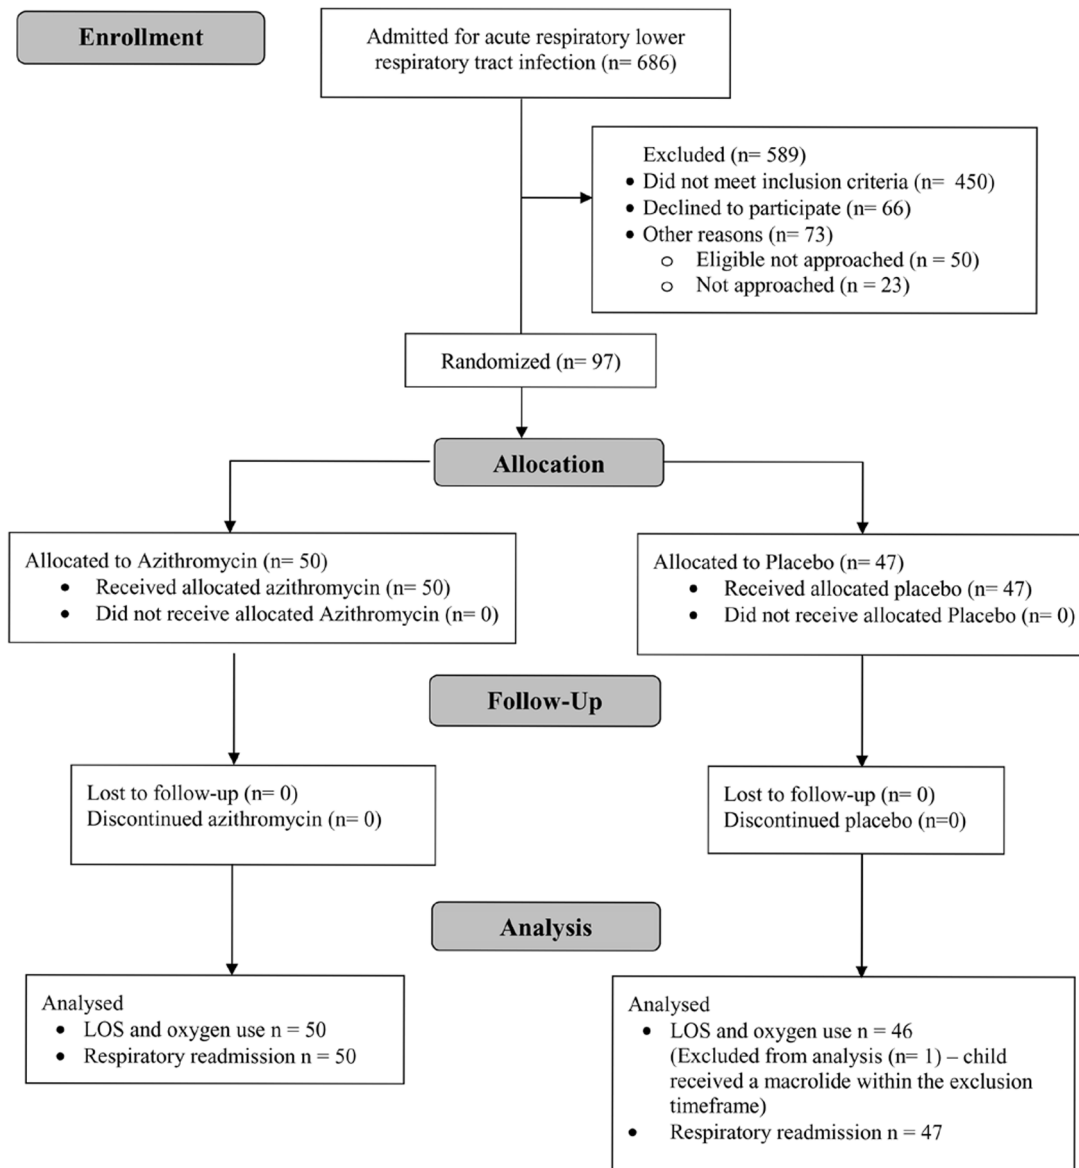 Enrollment
Admitted for acute respiratory lower
respiratory tract infection (n= 686)
Excluded (n= 589)
• Did not meet inclusion criteria (n=  450)
• Declined to participate (n= 66)
• Other reasons (n= 73)
o Eligible not approached (n = 50)
o Not approached (n = 23)
Randomized (n= 97)
Allocation
Allocated to Azithromycin (n= 50)
• Received allocated azithromycin (n= 50)
• Did not receive allocated Azithromycin (n= 0)
Allocated to Placebo (n= 47)
• Received allocated placebo (n= 47)
• Did not receive allocated Placebo (n= 0)
Follow-Up
Lost to follow-up (n= 0)
Discontinued azithromycin (n= 0)
Lost to follow-up (n= 0)
Discontinued placebo (n=0)
Analysis
Analysed
• LOS and oxygen use n = 50
• Respiratory readmission n = 50
Analysed
• LOS and oxygen use n = 46
(Excluded from analysis (n= 1) – child
received a macrolide within the exclusion
timeframe)
• Respiratory readmission n = 47